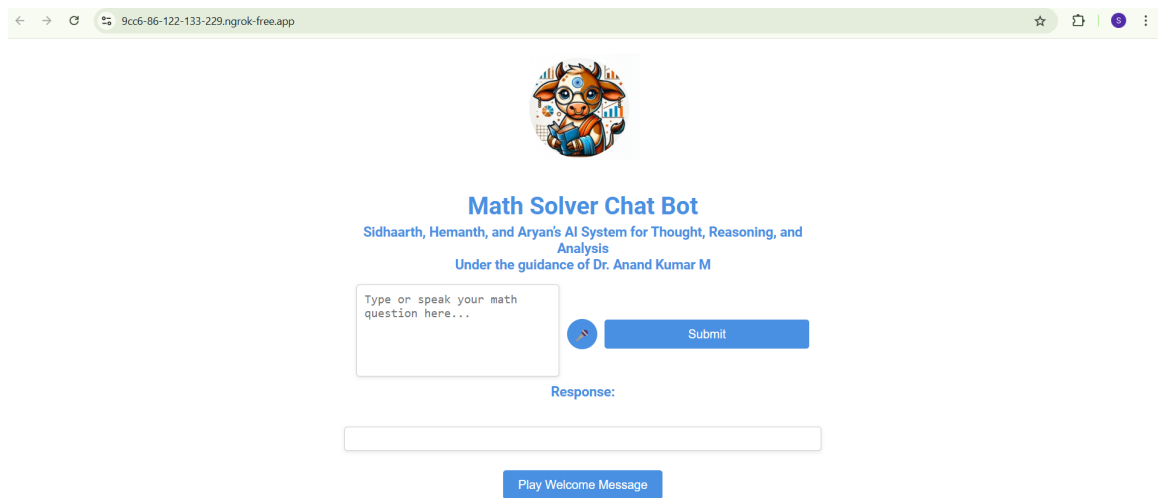 9cc6-86-122-133-229.ngrok-free.app
S
Math Solver Chat Bot
Sidhaarth, Hemanth, and Aryan's AI System for Thought, Reasoning, and
Analysis
Under the guidance of Dr. Anand Kumar M
Type or speak your math
question here...
Submit
Response:
Play Welcome Message